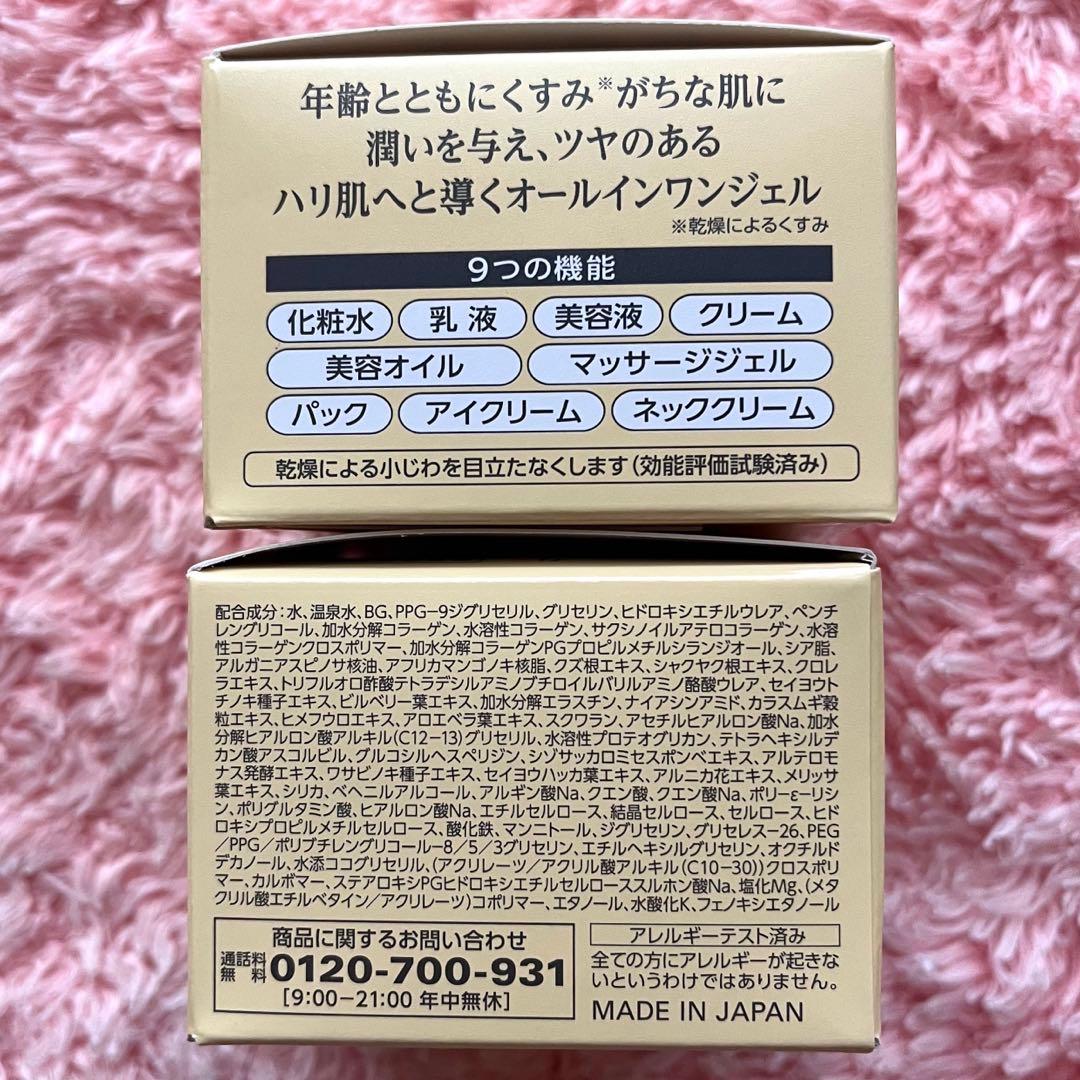 年齢とともにくすみ※がちな肌に
潤いを与え、ツヤのある
ハリ肌へと導くオールインワンジェル
※乾燥によるくすみ
9つの機能
化粧水 乳液 美容液 クリーム
美容オイル マッサージジェル
パック アイクリーム ネッククリーム
乾燥による小じわを目立たなくします(効能評価試験済み)
配合成分:水、温泉水、BG、PPG−9ジグリセリル、グリセリン、ヒドロキシエチルウレア、ペンチ
レングリコール、加水分解コラーゲン、水溶性コラーゲン、サクシノイルアテロコラーゲン、水溶
性コラーゲンクロスポリマー、加水分解コラーゲンPGプロピルメチルシランジオール、シア脂、
アルガニアスピノサ核油、アフリカマンゴノキ核脂、クズ根エキス、シャクヤク根エキス、クロレ
ラエキス、トリフルオロ酢酸テトラデシルアミノブチロイルバリルアミノ酪酸ウレア、セイヨウト
チノキ種子エキス、ビルベリー葉エキス、加水分解エラスチン、ナイアシンアミド、カラスムギ穀
粒エキス、ヒメフウロエキス、アロエベラ葉エキス、スクワラン、アセチルヒアルロン酸Na、加水
分解ヒアルロン酸アルキル(C12−13)グリセリル、水溶性プロテオグリカン、テトラヘキシルデ
カン酸アスコルビル、グルコシルヘスペリジン、シゾサッカロミセスポンベエキス、アルテロモ
ナス発酵エキス、ワサビノキ種子エキス、セイヨウハッカ葉エキス、アルニカ花エキス、メリッサ
葉エキス、シリカ、ベヘニルアルコール、アルギン酸Na、クエン酸、クエン酸Na、ポリ−ε−リシ
ン、ポリグルタミン酸、ヒアルロン酸Na、エチルセルロース、結晶セルロース、セルロース、ヒド
ロキシプロピルメチルセルロース、酸化鉄、マンニトール、ジグリセリン、グリセレス−26、PEG
/PPG/ポリブチレングリコール−8/5/3グリセリン、エチルヘキシルグリセリン、オクチルド
デカノール、水添ココグリセリル、(アクリレーツ/アクリル酸アルキル(C10−30))クロスポリ
マー、カルボマー、ステアロキシPGヒドロキシエチルセルローススルホン酸Na、塩化Mg、(メタ
クリル酸エチルベタイン/アクリレーツ)コポリマー、エタノール、水酸化K、フェノキシエタノール
商品に関するお問い合わせ
通話料無料 0120-700-931
[9:00−21:00 年中無休]
アレルギーテスト済み
全ての方にアレルギーが起きな
いというわけではありません。
MADE IN JAPAN